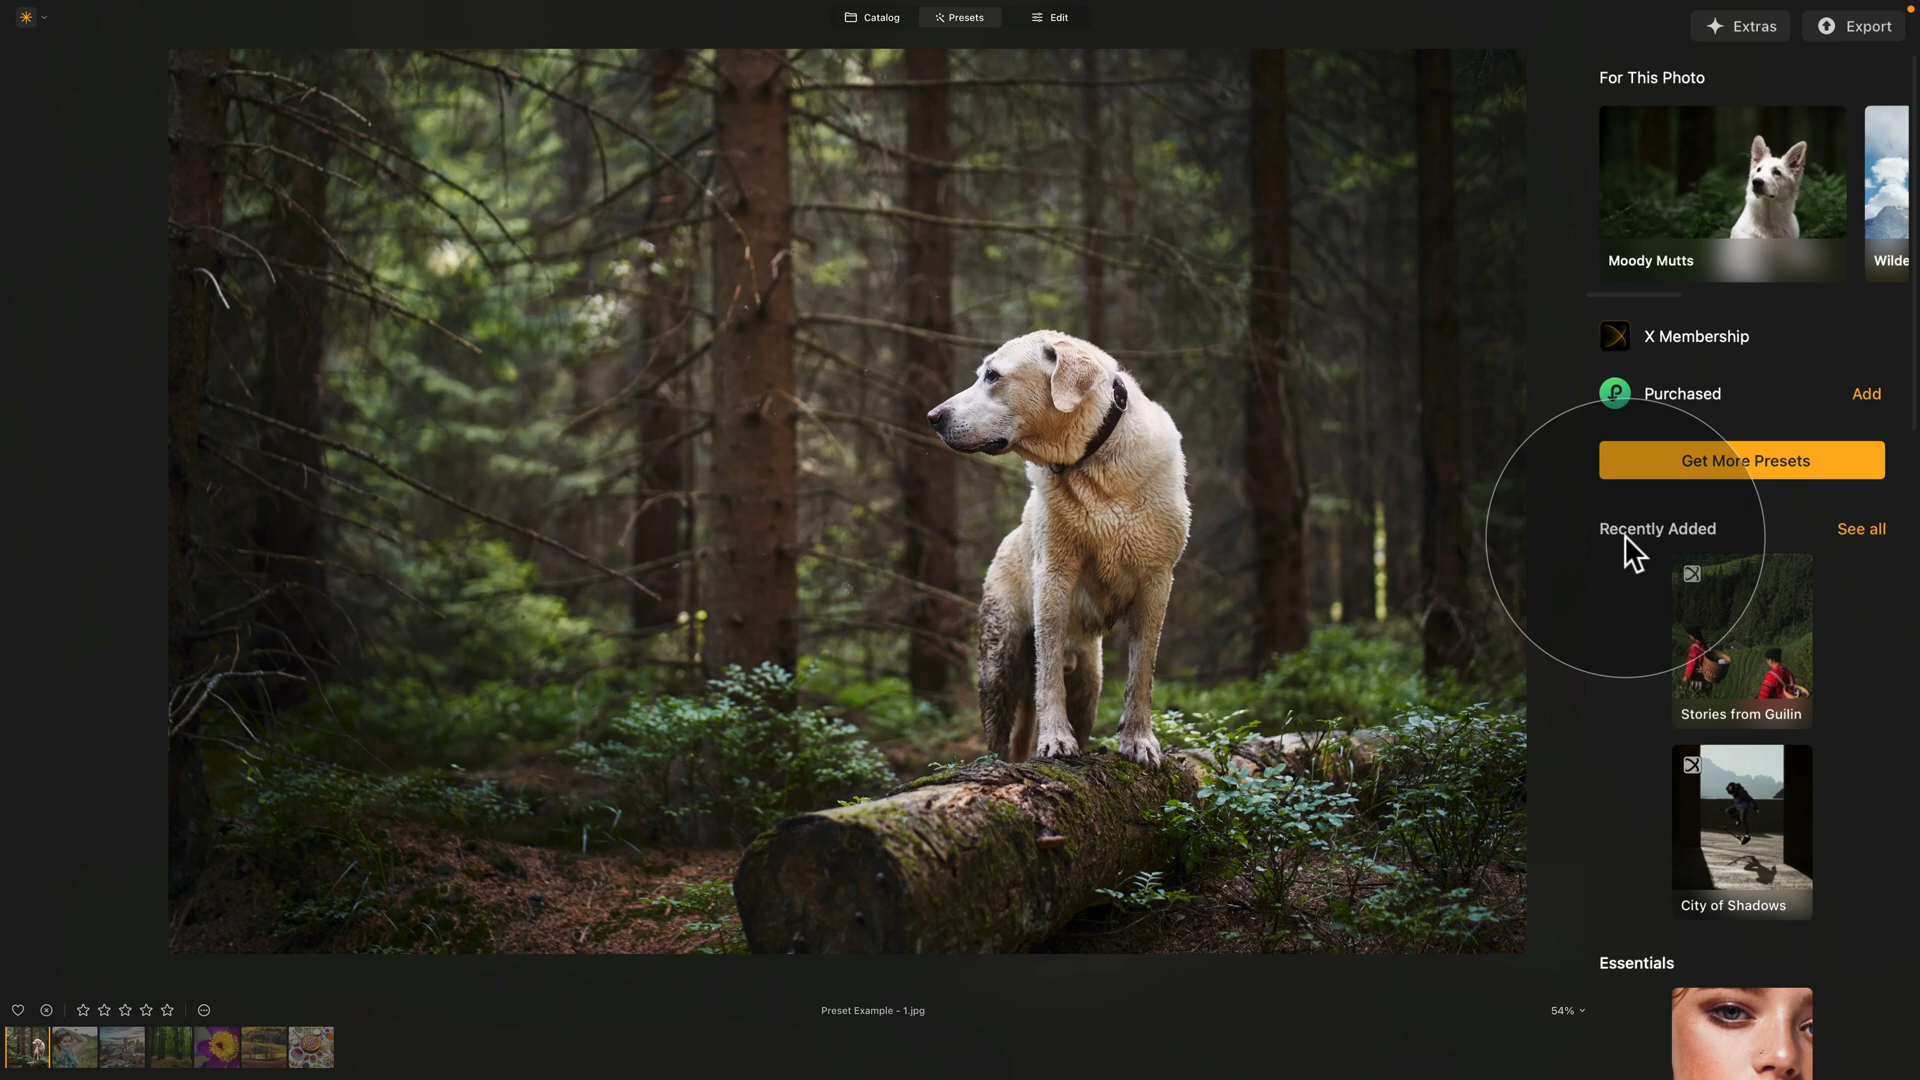 Catalog
Presets
Edit
Extras
Export
For This Photo
Moody Mutts
Wilde
X Membership
Purchased
Add
Get More Presets
Recently Added
See all
Stories from Guilin
City of Shadows
Essentials
Preset Example - 1.jpg
54%